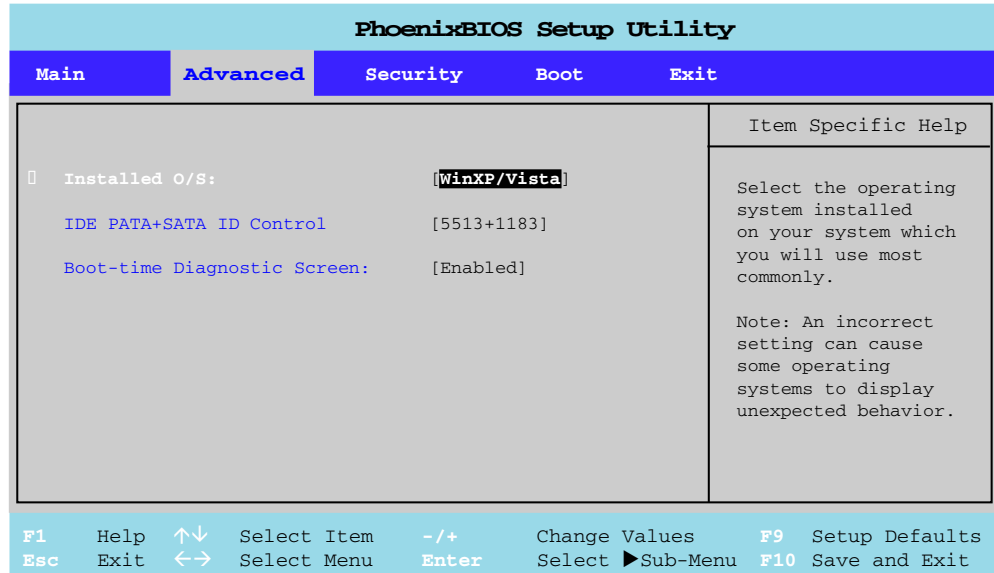 PhoenixBIOS Setup Utility
Main Advanced Security Boot Exit
Item Specific Help
Installed O/S: [WinXP/Vista]
IDE PATA+SATA ID Control [5513+1183]
Boot-time Diagnostic Screen: [Enabled]
Select the operating
system installed
on your system which
you will use most
commonly.
Note: An incorrect
setting can cause
some operating
systems to display
unexpected behavior.
F1 Help ↑↓ Select Item -/+ Change Values F9 Setup Defaults
Esc Exit ←→ Select Menu Enter Select ▶Sub-Menu F10 Save and Exit